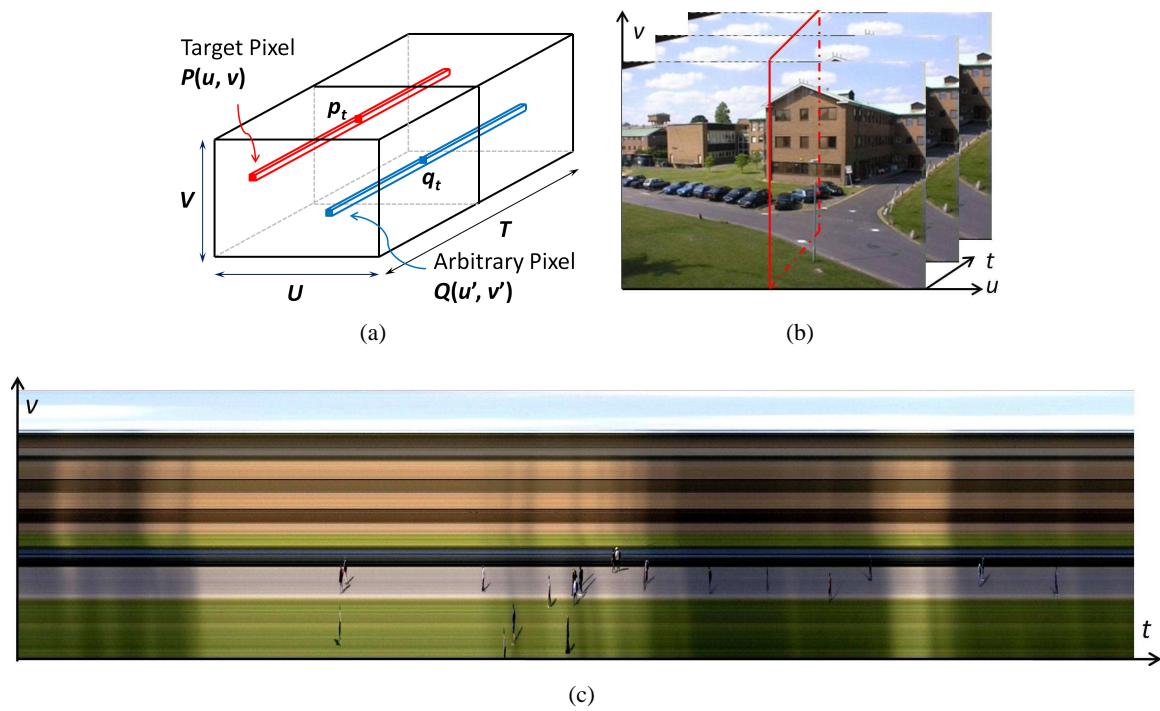 Target Pixel
P(u, v)
p_t
q_t
V
T
U
Arbitrary Pixel
Q(u', v')
v
t
u
(a)
(b)
v
t
(c)